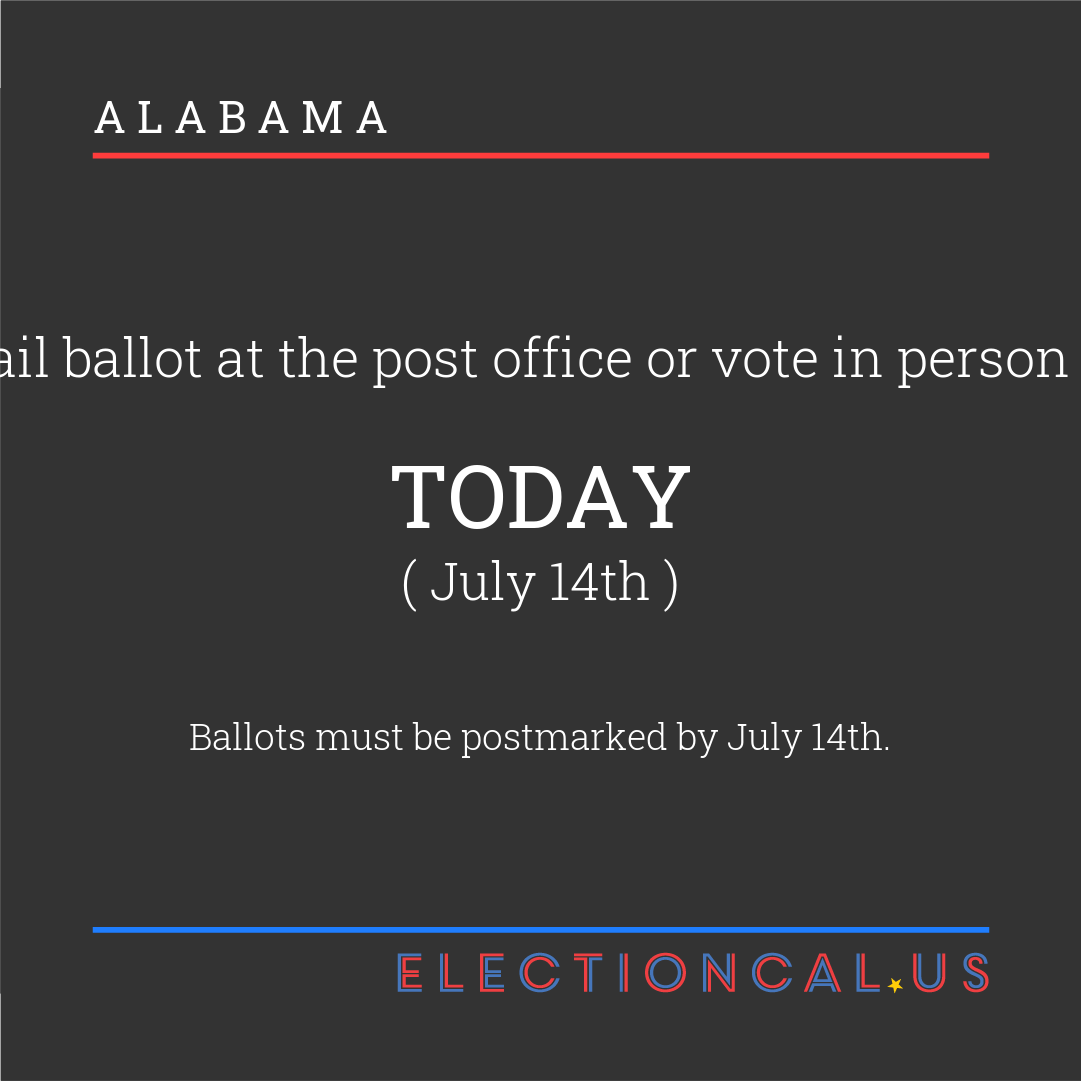 ALABAMA
ail ballot at the post office or vote in person
TODAY
( July 14th )
Ballots must be postmarked by July 14th.
ELECTIONCAL.US